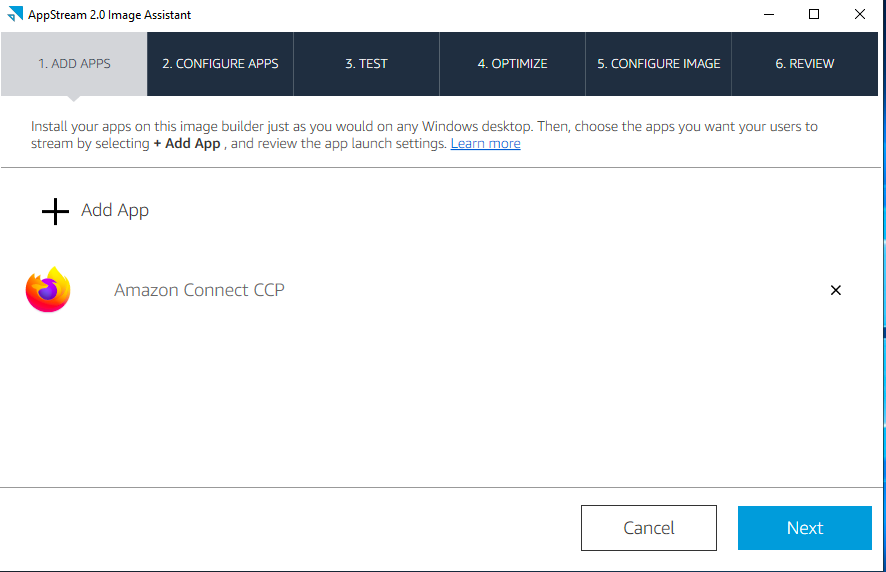 AppStream 2.0 Image Assistant
1. ADD APPS
2. CONFIGURE APPS
3. TEST
4. OPTIMIZE
5. CONFIGURE IMAGE
6. REVIEW
Install your apps on this image builder just as you would on any Windows desktop. Then, choose the apps you want your users to
stream by selecting + Add App , and review the app launch settings. Learn more
Add App
Amazon Connect CCP
Cancel
Next